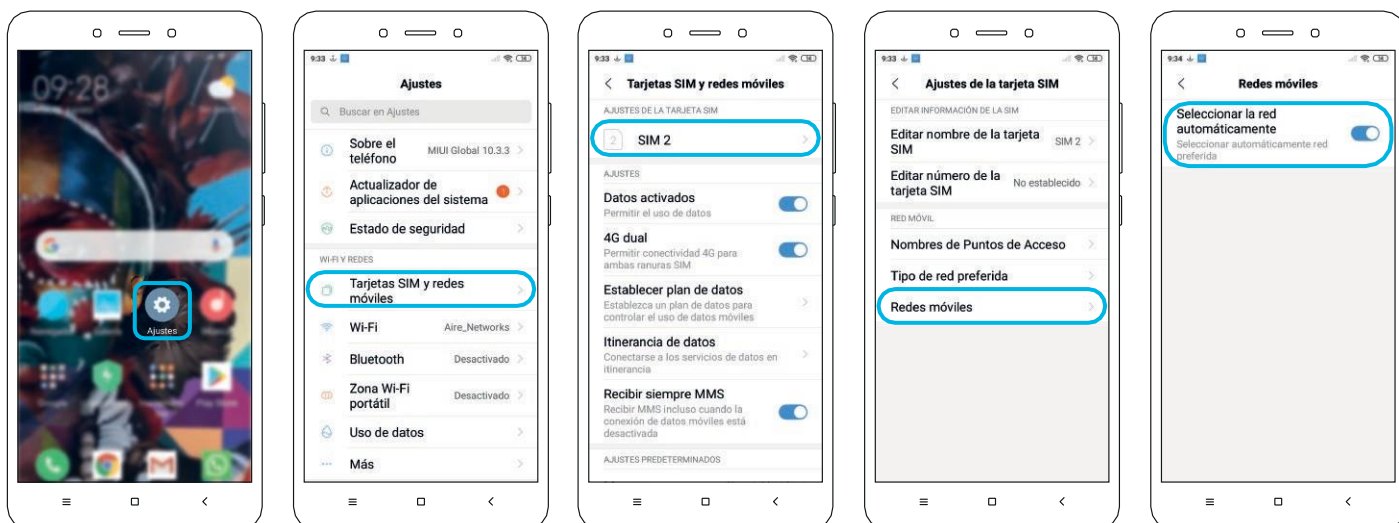 09:28
Ajustes
9:33
Ajustes
Buscar en Ajustes
Sobre el
teléfono
MIUI Global 10.3.3
Actualizador de
aplicaciones del sistema
Estado de seguridad
WI-FI Y REDES
Tarjetas SIM y redes
móviles
Wi-Fi
Aire_Networks
Bluetooth
Desactivado
Zona Wi-Fi
portátil
Desactivado
Uso de datos
Más
9:33
Tarjetas SIM y redes móviles
AJUSTES DE LA TARJETA SIM
2 SIM 2
AJUSTES
Datos activados
Permitir el uso de datos
4G dual
Permitir conectividad 4G para
ambas ranuras SIM
Establecer plan de datos
Establezca un plan de datos para
controlar el uso de datos móviles
Itinerancia de datos
Conectarse a los servicios de datos en
itinerancia
Recibir siempre MMS
Recibir MMS incluso cuando la
conexión de datos móviles está
desactivada
AJUSTES PREDETERMINADOS
9:33
Ajustes de la tarjeta SIM
EDITAR INFORMACIÓN DE LA SIM
Editar nombre de la tarjeta
SIM
SIM 2
Editar número de la
tarjeta SIM
No establecido
RED MÓVIL
Nombres de Puntos de Acceso
Tipo de red preferida
Redes móviles
9:34
Redes móviles
Seleccionar la red
automáticamente
Seleccionar automáticamente red
preferida